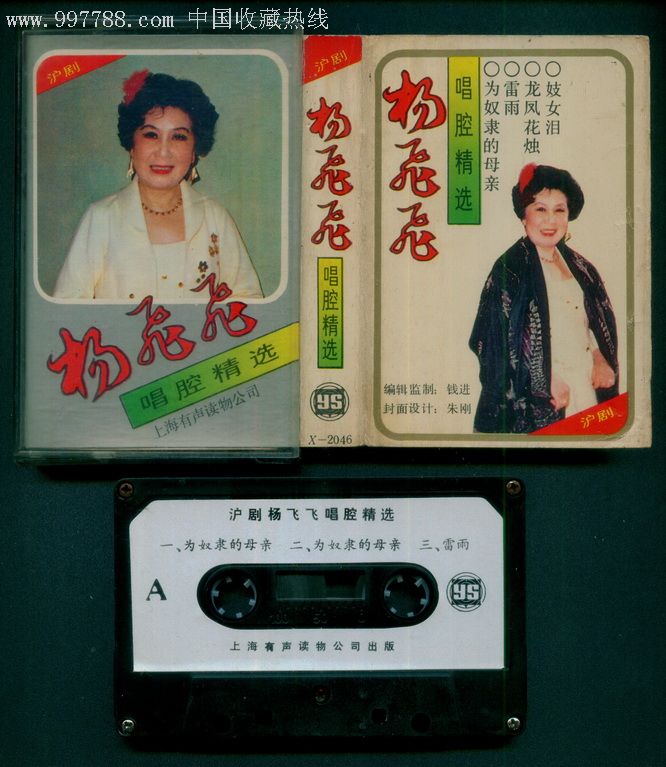 www.997788.com 中国收藏热线
沪剧
杨飞飞
唱腔精选
上海有声读物公司
沪剧
杨飞飞
唱腔精选
YS
X-2046
杨飞飞
唱腔精选
○妓女泪
○龙凤花烛
○雷雨
○为奴隶的母亲
编辑监制：钱进
封面设计：朱刚
沪剧
沪剧杨飞飞唱腔精选
一、为奴隶的母亲 二、为奴隶的母亲 三、雷雨
A
YS
100 50 0
上海有声读物公司出版